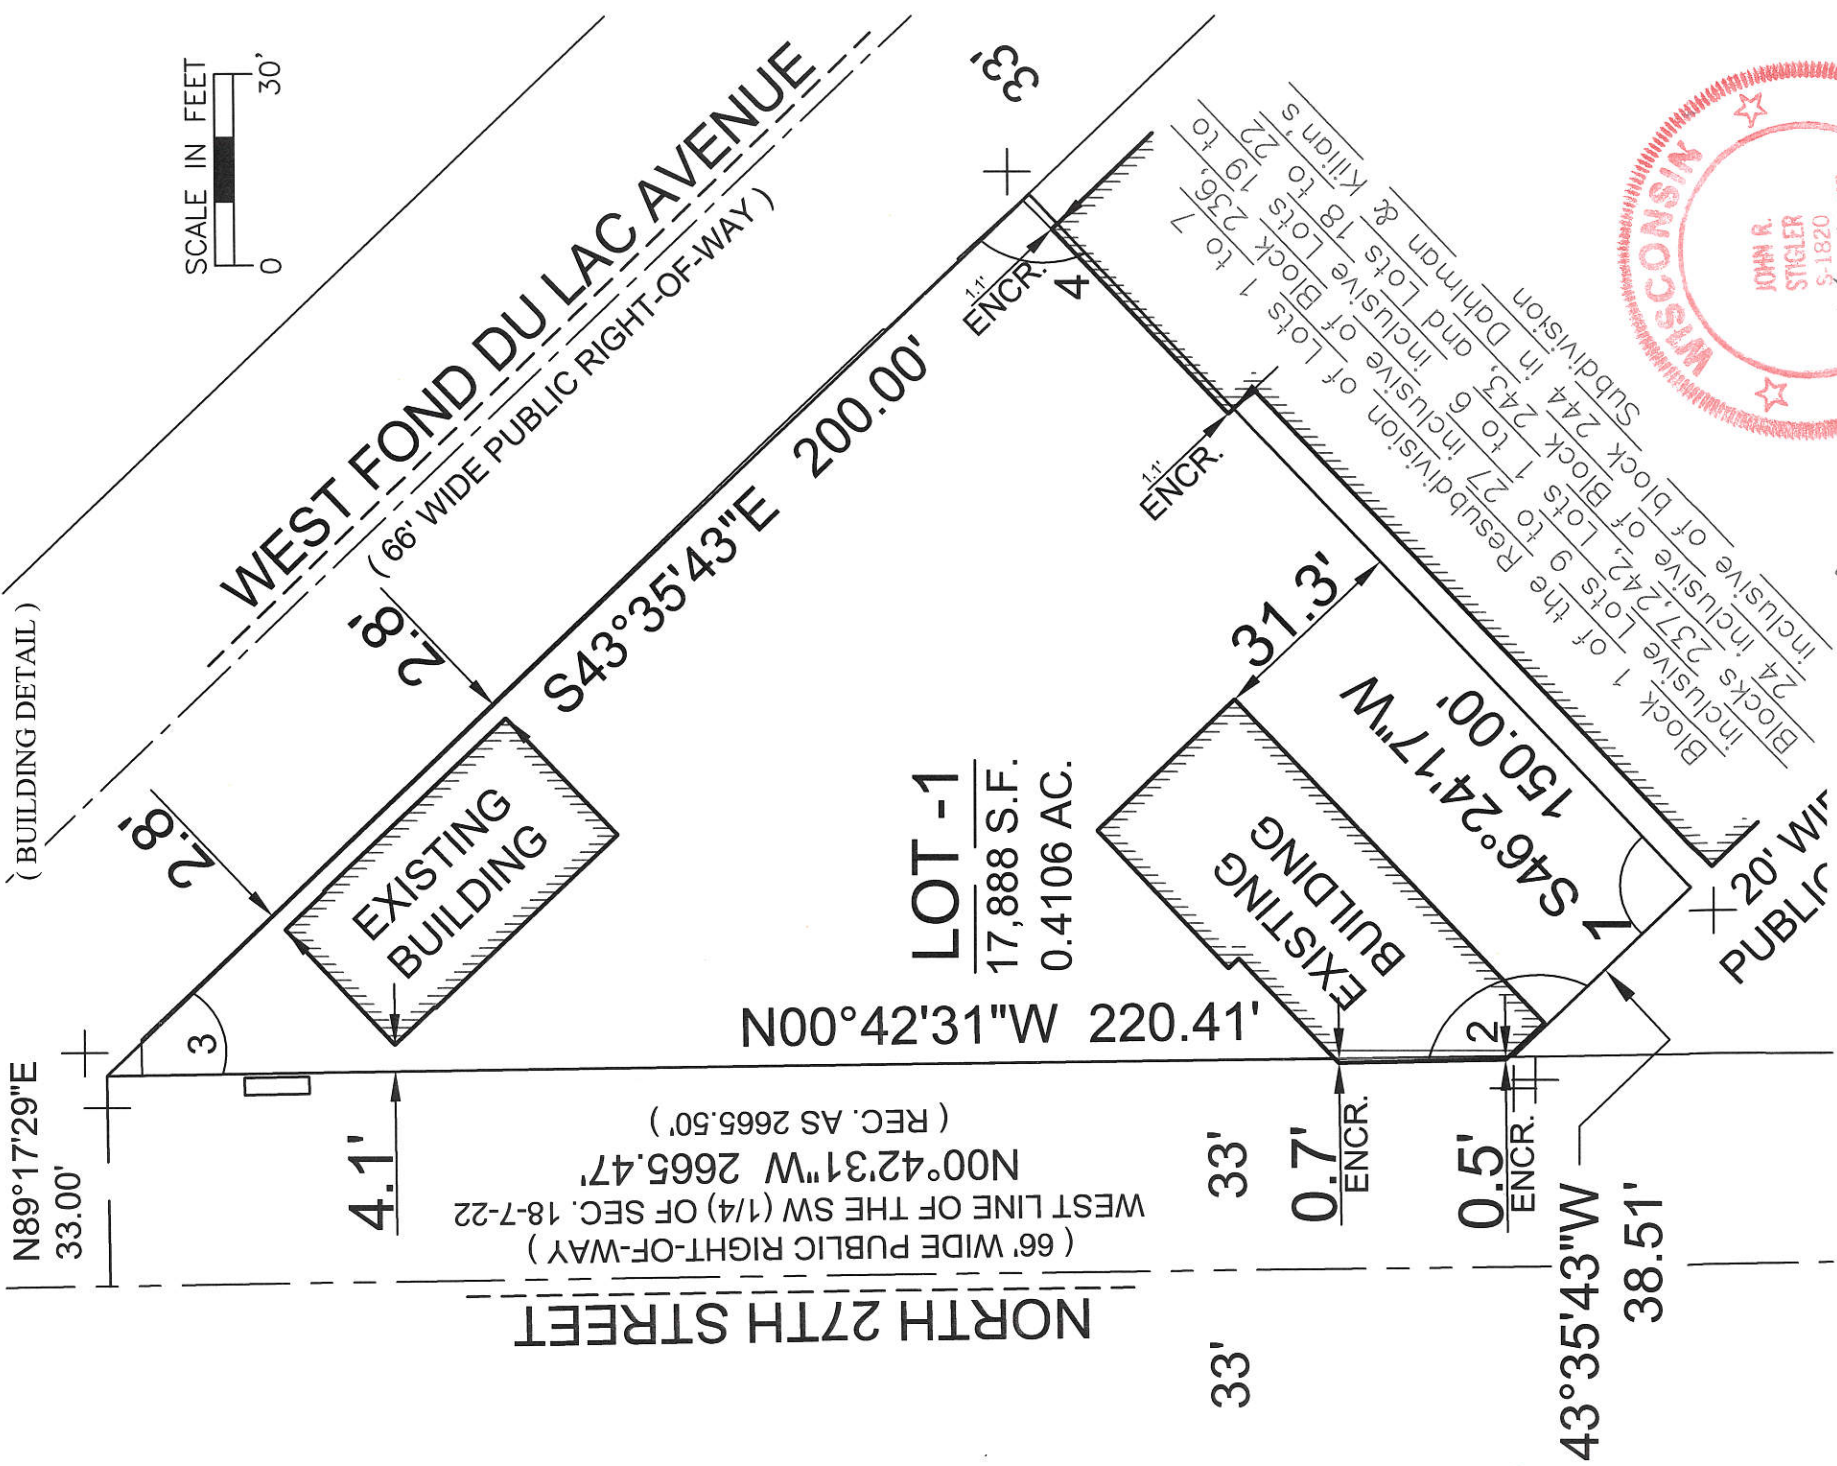 ( BUILDING DETAIL )
SCALE IN FEET
0 30'
WEST FOND DU LAC AVENUE
( 66' WIDE PUBLIC RIGHT-OF-WAY )
33'
2.8'
2.8'
S43°35'43"E 200.00'
N89°17'29"E
33.00'
3
EXISTING
BUILDING
4.1'
1.1'
ENCR.
4
1.1'
ENCR.
31.3'
LOT -1
17,888 S.F.
0.4106 AC.
EXISTING
BUILDING
S46°24'17"W
150.00'
1
2
N00°42'31"W 220.41'
( REC. AS 2665.50' )
N00°42'31"W 2665.47'
WEST LINE OF THE SW (1/4) OF SEC. 18-7-22
( 66' WIDE PUBLIC RIGHT-OF-WAY )
NORTH 27TH STREET
33'
33'
0.7'
ENCR.
0.5'
ENCR.
43°35'43"W
38.51'
20' WI
PUBLIC
Block 1 of the Resubdivision of Lots 1 to 7
inclusive Lots 9 to 27 inclusive of Block 236,
Blocks 237,242, Lots 1 to 6 inclusive of Block Lots 19 to
24 inclusive of Block 243, and Lots 18 to 22
inclusive of block 244 in Dahlman & Kilian's
Subdivision
WISCONSIN
JOHN R.
STIGLER
S-1820